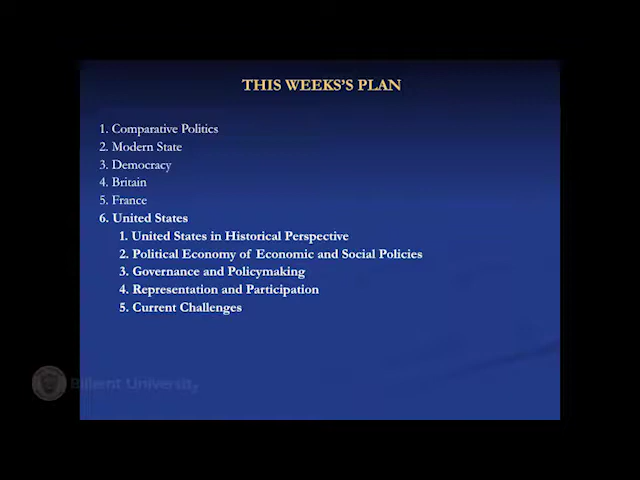 THIS WEEKS'S PLAN
1. Comparative Politics
2. Modern State
3. Democracy
4. Britain
5. France
6. United States
1. United States in Historical Perspective
2. Political Economy of Economic and Social Policies
3. Governance and Policymaking
4. Representation and Participation
5. Current Challenges
Bilkent University